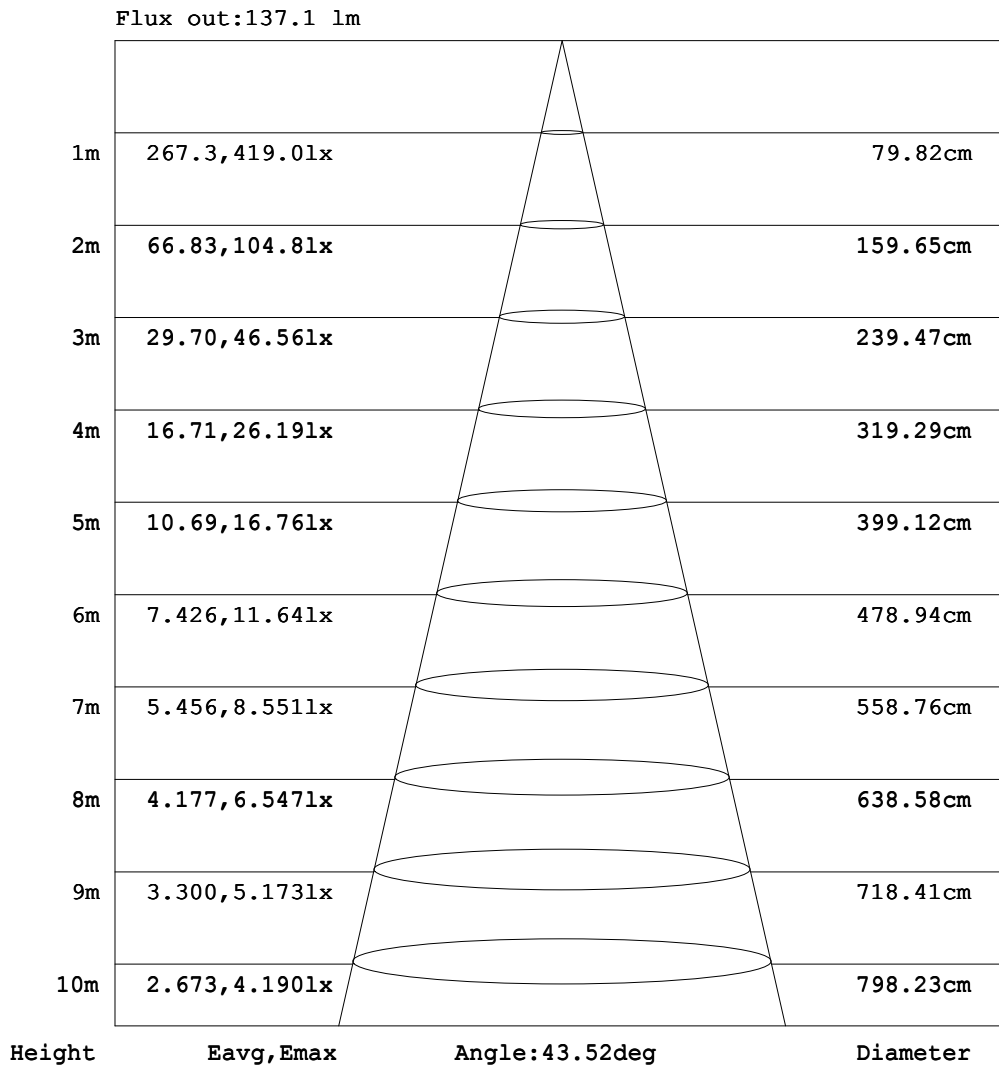 Flux out:137.1 lm
1m 267.3,419.0lx 79.82cm
2m 66.83,104.8lx 159.65cm
3m 29.70,46.56lx 239.47cm
4m 16.71,26.19lx 319.29cm
5m 10.69,16.76lx 399.12cm
6m 7.426,11.64lx 478.94cm
7m 5.456,8.551lx 558.76cm
8m 4.177,6.547lx 638.58cm
9m 3.300,5.173lx 718.41cm
10m 2.673,4.190lx 798.23cm
Height Eavg,Emax Angle:43.52deg Diameter